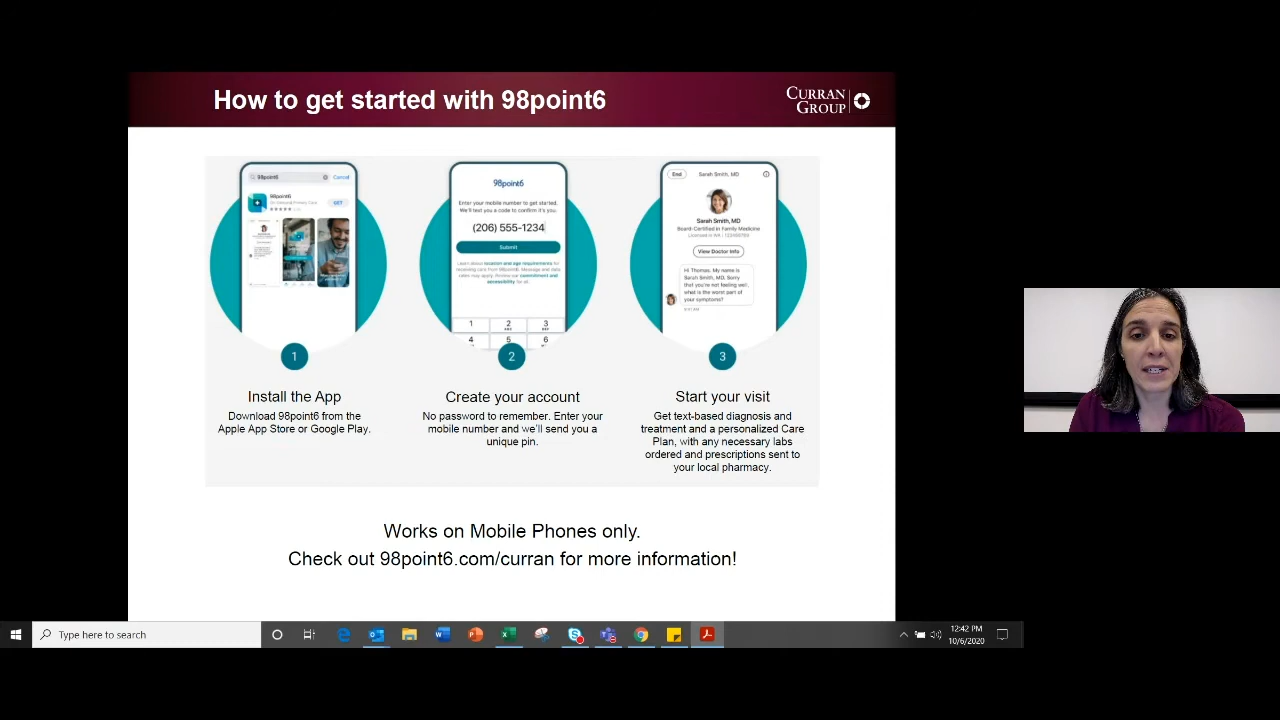 How to get started with 98point6
CURRAN
GROUP
98point6
Cancel
98point6
On-Demand Primary Care
GET
98point6
Enter your mobile number to get started.
We'll text you a code to confirm it's you.
(206) 555-1234
Submit
Learn about location and age requirements for
receiving care from 98point6. Message and data
rates may apply. Review our commitment to
accessibility for all.
1 2 3
4 5 6
End
Sarah Smith, MD
Sarah Smith, MD
Board-Certified in Family Medicine
Licensed in WA
View Doctor Info
Hi Thomas. My name is
Sarah Smith, MD. Sorry
that you're not feeling well,
what is the worst part of
your symptoms?
9:41 AM
1
2
3
Install the App
Download 98point6 from the
Apple App Store or Google Play.
Create your account
No password to remember. Enter your
mobile number and we'll send you a
unique pin.
Start your visit
Get text-based diagnosis and
treatment and a personalized Care
Plan, with any necessary labs
ordered and prescriptions sent to
your local pharmacy.
Works on Mobile Phones only.
Check out 98point6.com/curran for more information!
Type here to search
12:42 PM
10/6/2020